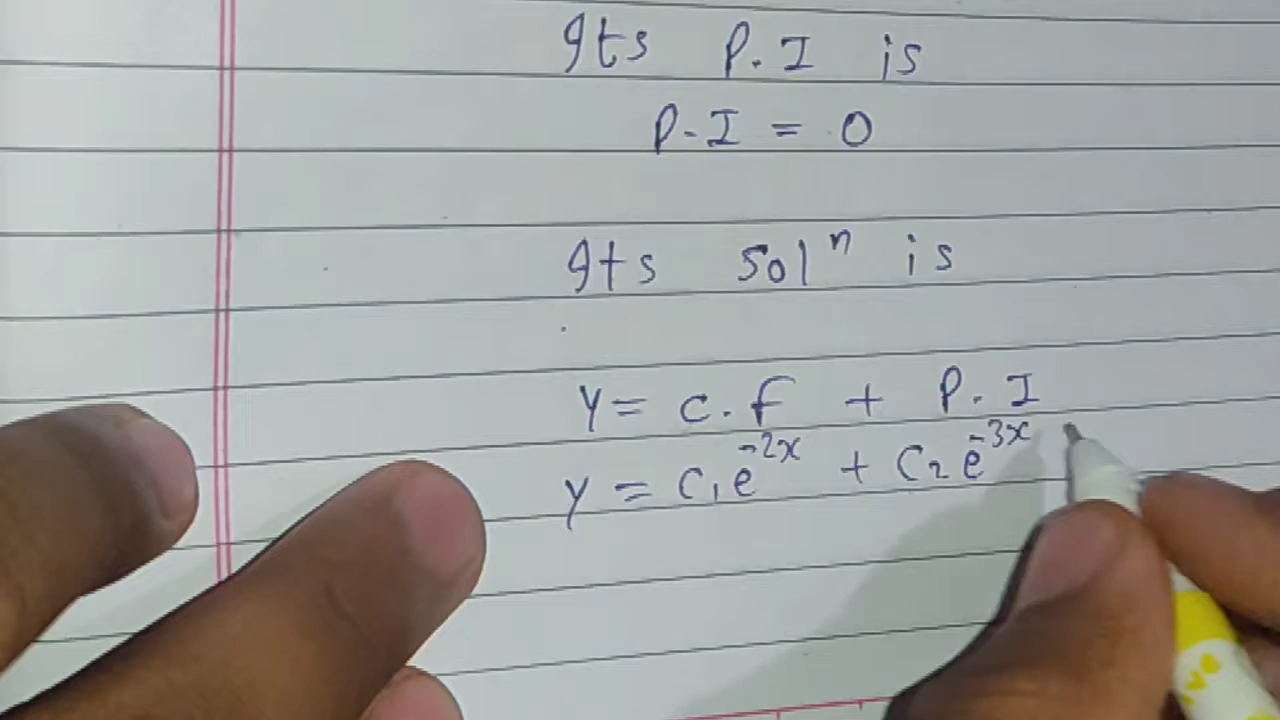 Its P.I is
P-I = 0
Its solⁿ is
y = C.F + P.I
y = C₁e⁻²ˣ + C₂e⁻³ˣ